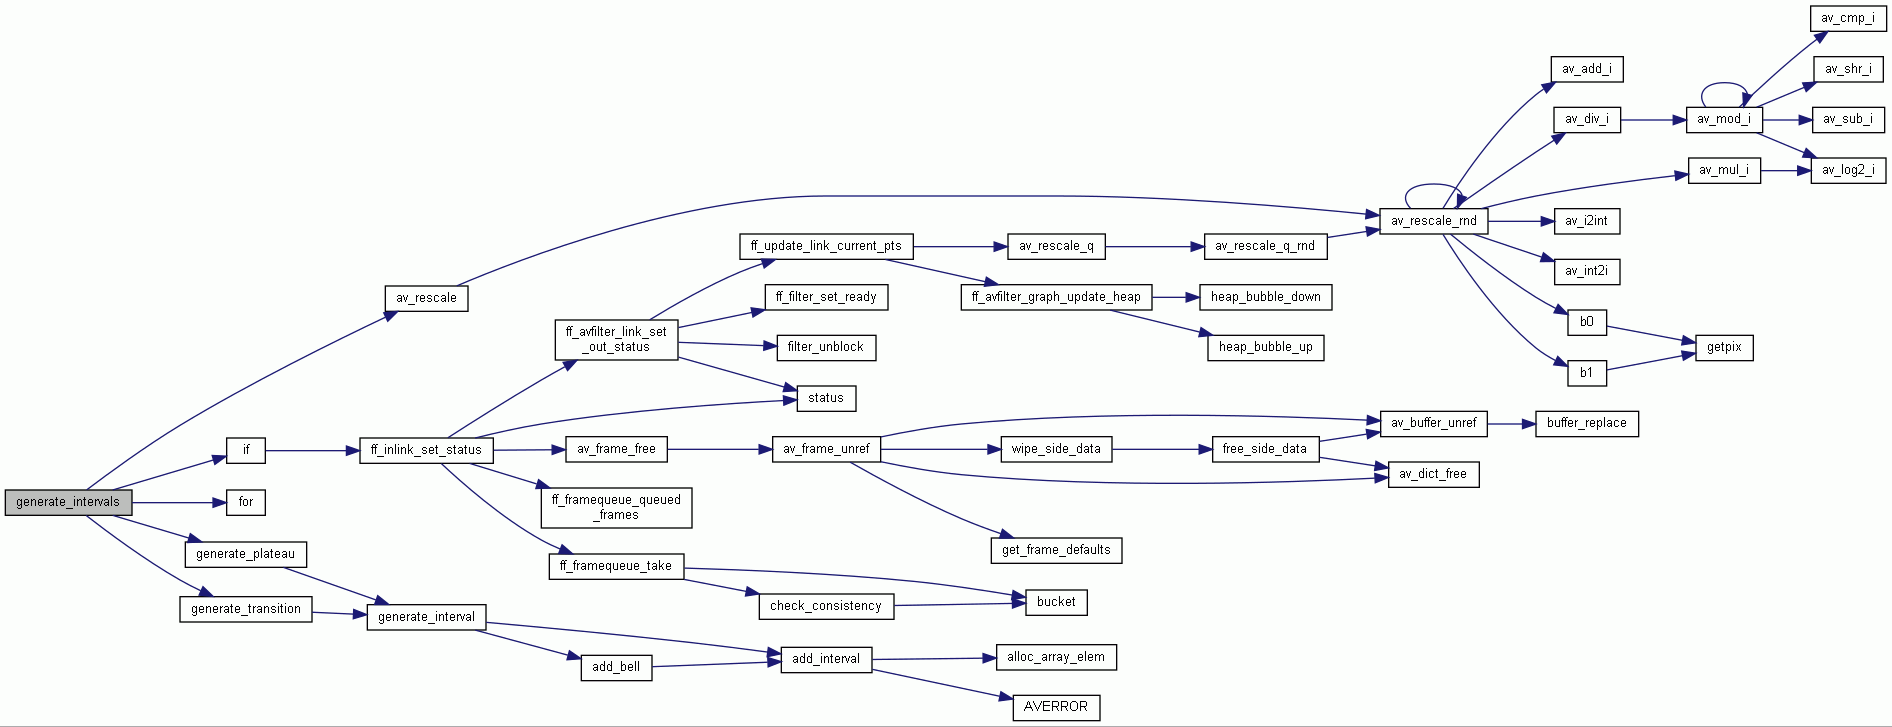 av_cmp_i
av_add_i
av_shr_i
av_div_i
av_mod_i
av_sub_i
av_mul_i
av_log2_i
av_rescale_rnd
av_i2int
ff_update_link_current_pts
av_rescale_q
av_rescale_q_rnd
av_int2i
av_rescale
ff_filter_set_ready
ff_avfilter_graph_update_heap
heap_bubble_down
b0
ff_avfilter_link_set
_out_status
filter_unblock
heap_bubble_up
getpix
b1
status
av_buffer_unref
buffer_replace
if
ff_inlink_set_status
av_frame_free
av_frame_unref
wipe_side_data
free_side_data
av_dict_free
generate_intervals
for
ff_framequeue_queued
_frames
generate_plateau
get_frame_defaults
ff_framequeue_take
generate_transition
generate_interval
check_consistency
bucket
add_bell
add_interval
alloc_array_elem
AVERROR